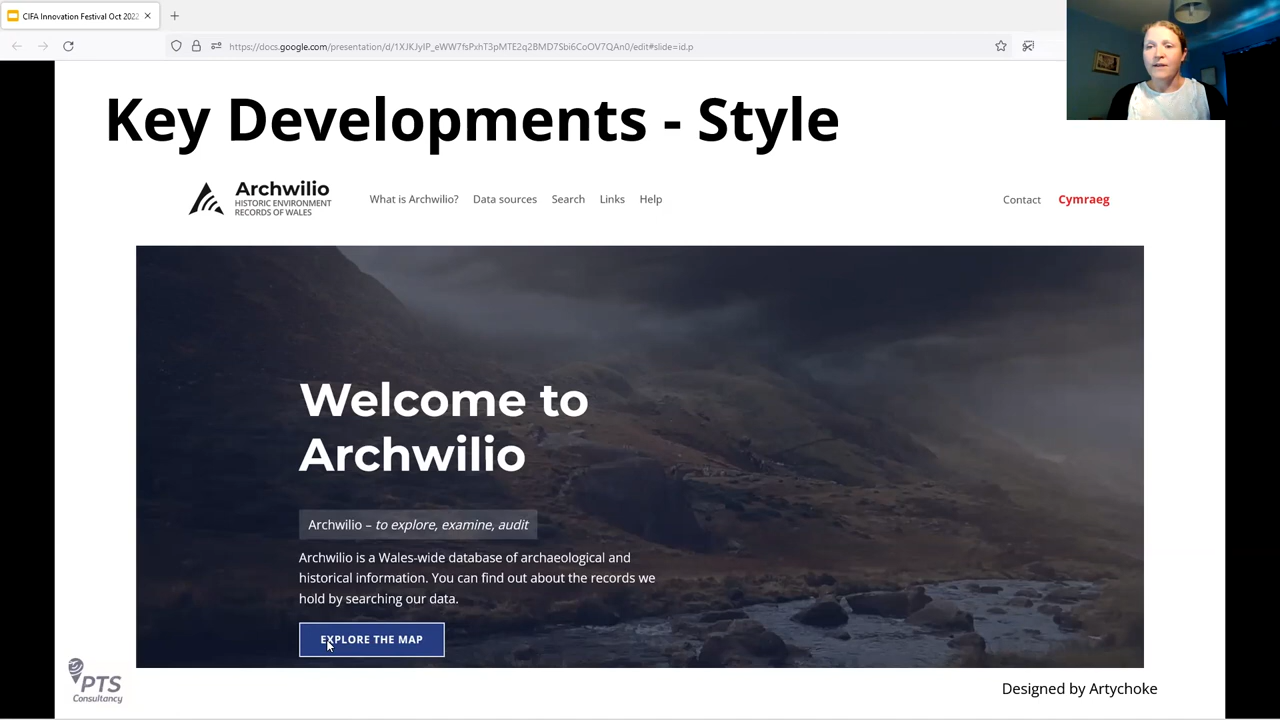 CIFA Innovation Festival Oct 2022
https://docs.google.com/presentation/d/1XJKJyIP_eWW7fsPxhT3pMTE2q2BMD7Sbi6CoOV7QAn0/edit#slide=id.p
Key Developments - Style
Archwilio
HISTORIC ENVIRONMENT
RECORDS OF WALES
What is Archwilio? Data sources Search Links Help
Contact Cymraeg
Welcome to
Archwilio
Archwilio – to explore, examine, audit
Archwilio is a Wales-wide database of archaeological and
historical information. You can find out about the records we
hold by searching our data.
EXPLORE THE MAP
PTS
Consultancy
Designed by Artychoke